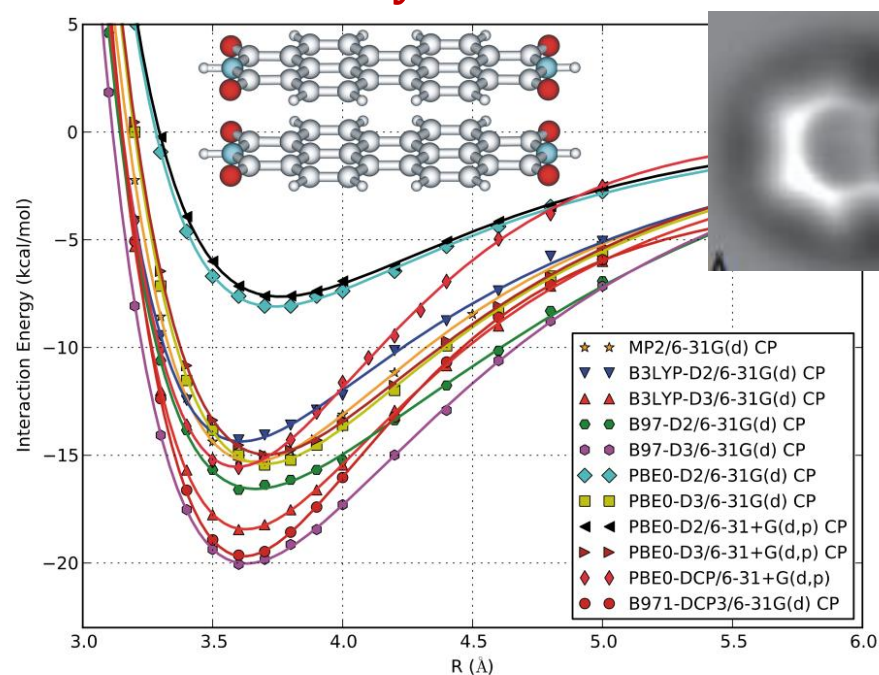 5
0
−5
−10
−15
−20
Interaction Energy (kcal/mol)
3.0 3.5 4.0 4.5 5.0 5.5 6.0
R (Å)
MP2/6-31G(d) CP
B3LYP-D2/6-31G(d) CP
B3LYP-D3/6-31G(d) CP
B97-D2/6-31G(d) CP
B97-D3/6-31G(d) CP
PBE0-D2/6-31G(d) CP
PBE0-D3/6-31G(d) CP
PBE0-D2/6-31+G(d,p) CP
PBE0-D3/6-31+G(d,p) CP
PBE0-DCP/6-31+G(d,p)
B971-DCP3/6-31G(d) CP